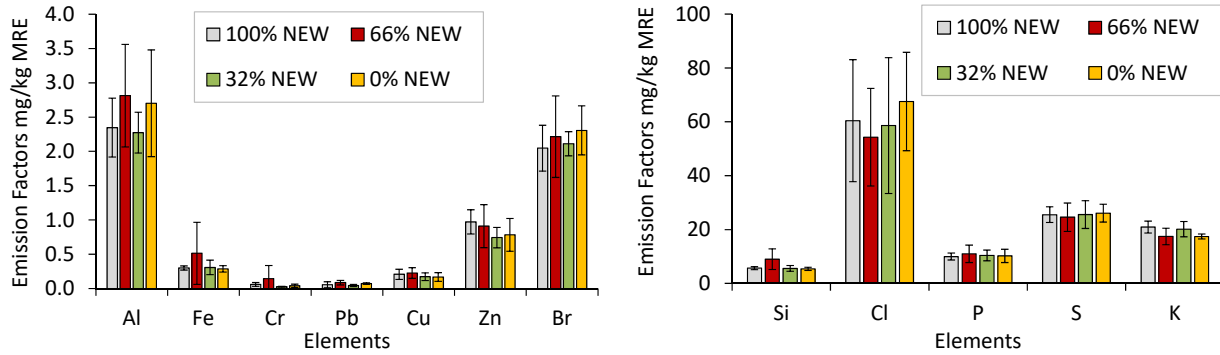 Emission Factors mg/kg MRE
4.0
3.5
3.0
2.5
2.0
1.5
1.0
0.5
0.0
100% NEW 66% NEW
32% NEW 0% NEW
Al Fe Cr Pb Cu Zn Br
Elements
Emission Factors mg/kg MRE
100
80
60
40
20
0
100% NEW 66% NEW
32% NEW 0% NEW
Si Cl P S K
Elements